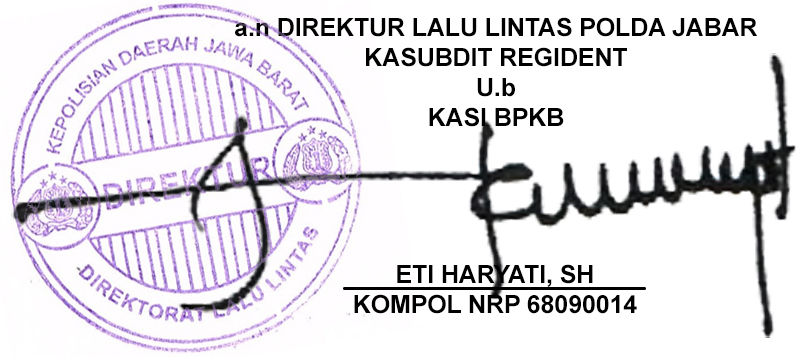 a.n DIREKTUR LALU LINTAS POLDA JABAR
KASUBDIT REGIDENT
U.b
KASI BPKB
KEPOLISIAN DAERAH JAWA BARAT
DIREKTUR
DIREKTORAT LALU LINTAS
ETI HARYATI, SH
KOMPOL NRP 68090014